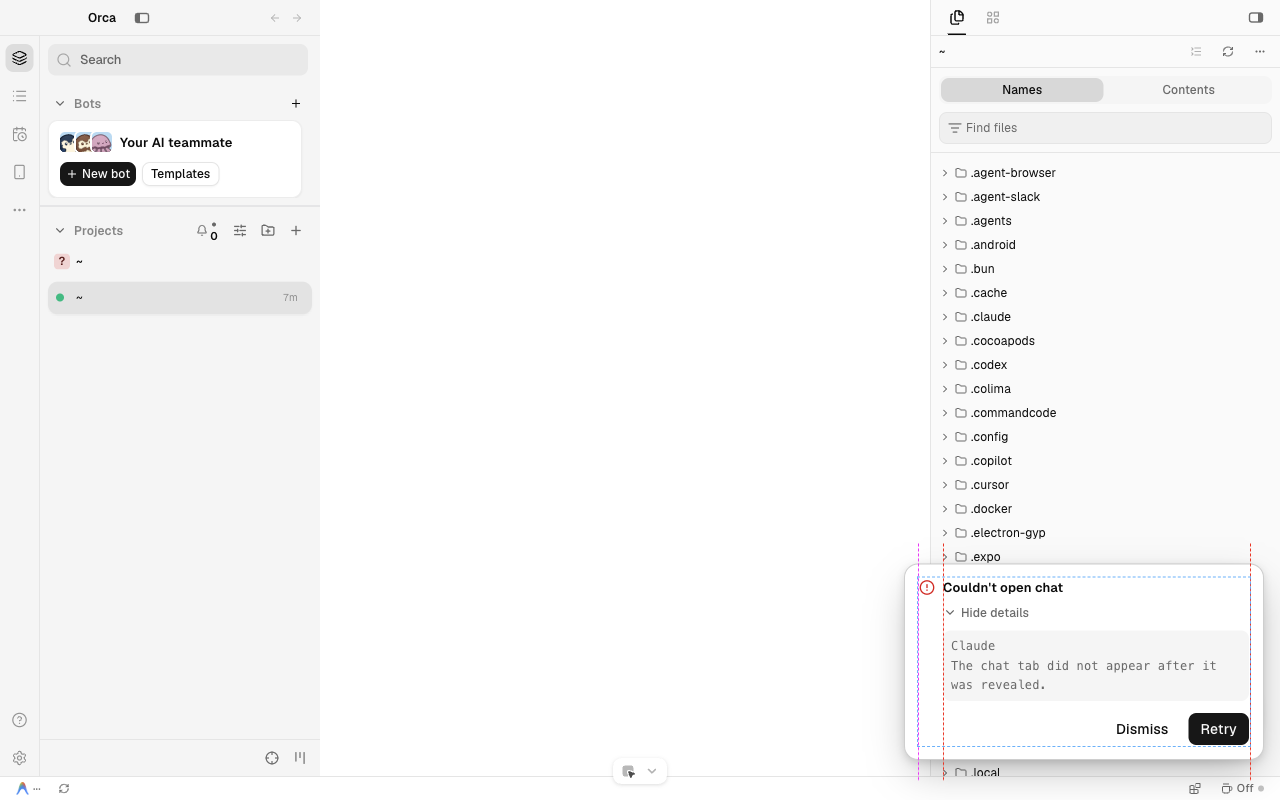 Orca
Search
Bots
Your AI teammate
New bot
Templates
Projects
0
? ~
~ 7m
~
Names
Contents
Find files
.agent-browser
.agent-slack
.agents
.android
.bun
.cache
.claude
.cocoapods
.codex
.colima
.commandcode
.config
.copilot
.cursor
.docker
.electron-gyp
.expo
Couldn't open chat
Hide details
Claude
The chat tab did not appear after it
was revealed.
Dismiss
Retry
.local
Off